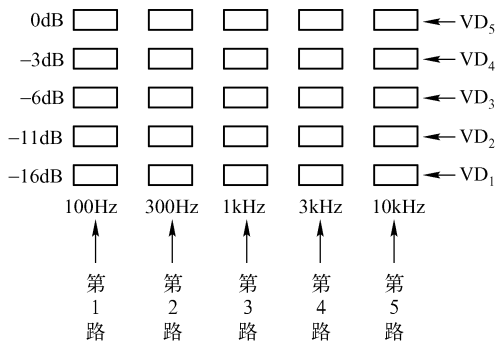 0dB VD₅
−3dB VD₄
−6dB VD₃
−11dB VD₂
−16dB VD₁
100Hz 300Hz 1kHz 3kHz 10kHz
第1路 第2路 第3路 第4路 第5路